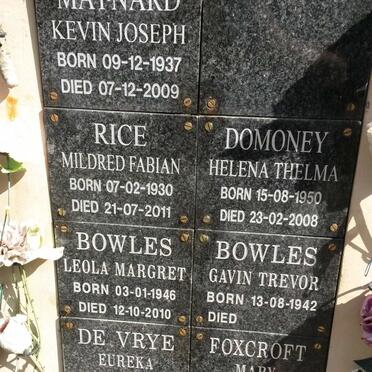 MAYNARD
KEVIN JOSEPH
BORN 09-12-1937
DIED 07-12-2009
RICE
MILDRED FABIAN
BORN 07-02-1930
DIED 21-07-2011
DOMONEY
HELENA THELMA
BORN 15-08-1950
DIED 23-02-2008
BOWLES
LEOLA MARGRET
BORN 03-01-1946
DIED 12-10-2010
BOWLES
GAVIN TREVOR
BORN 13-08-1942
DIED
DE VRYE
EUREKA
FOXCROFT
MARY